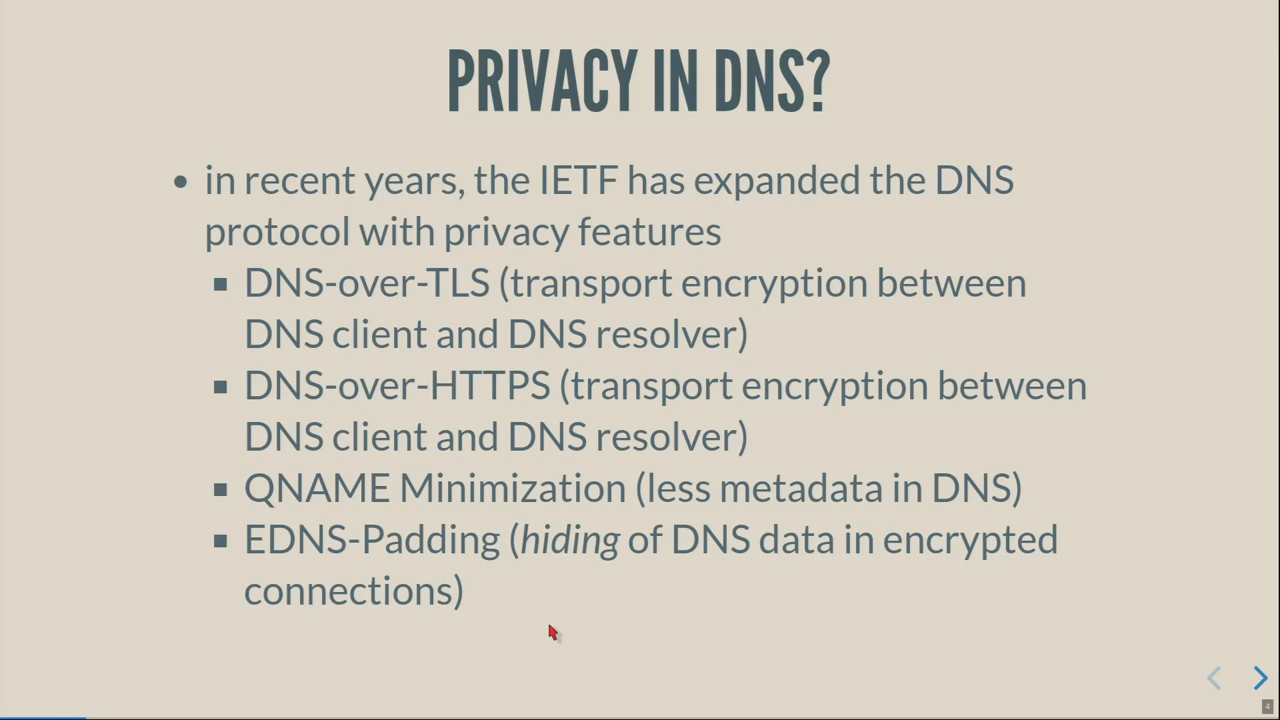 PRIVACY IN DNS?
• in recent years, the IETF has expanded the DNS
protocol with privacy features
▪ DNS-over-TLS (transport encryption between
DNS client and DNS resolver)
▪ DNS-over-HTTPS (transport encryption between
DNS client and DNS resolver)
▪ QNAME Minimization (less metadata in DNS)
▪ EDNS-Padding (hiding of DNS data in encrypted
connections)
4